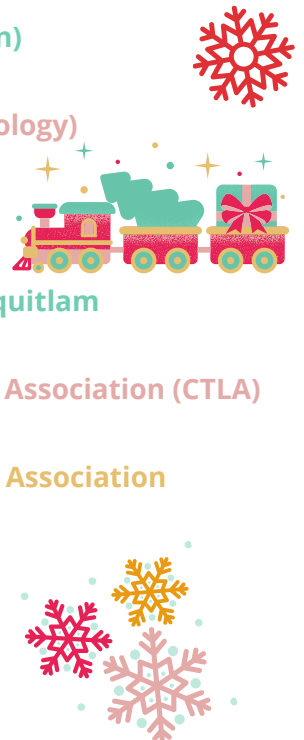 n)
ology)
quitlam
Association (CTLA)
Association